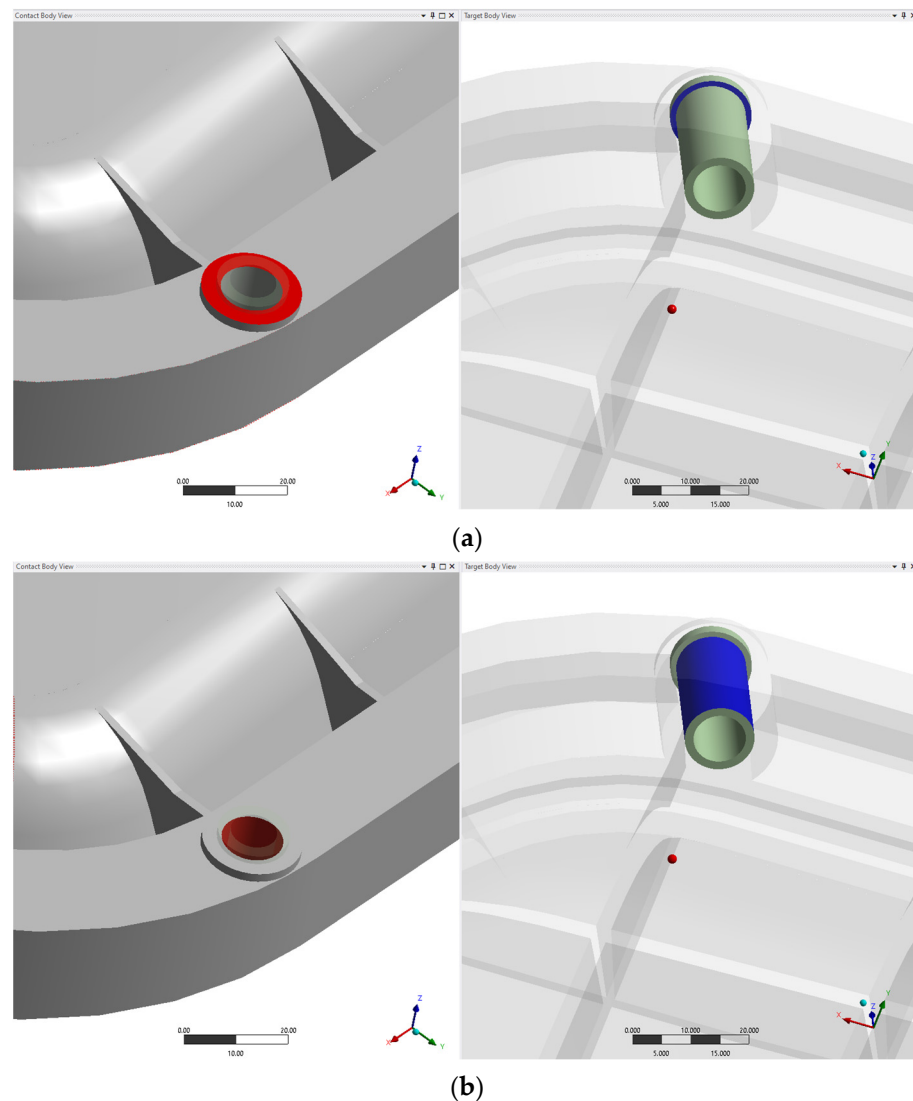 Contact Body View
Target Body View
Z
X
Y
0.00 20.00
10.00
Y
Z
X
0.000 10.000 20.000
5.000 15.000
(a)
Contact Body View
Target Body View
Z
X
Y
0.00 20.00
10.00
Y
Z
X
0.000 10.000 20.000
5.000 15.000
(b)